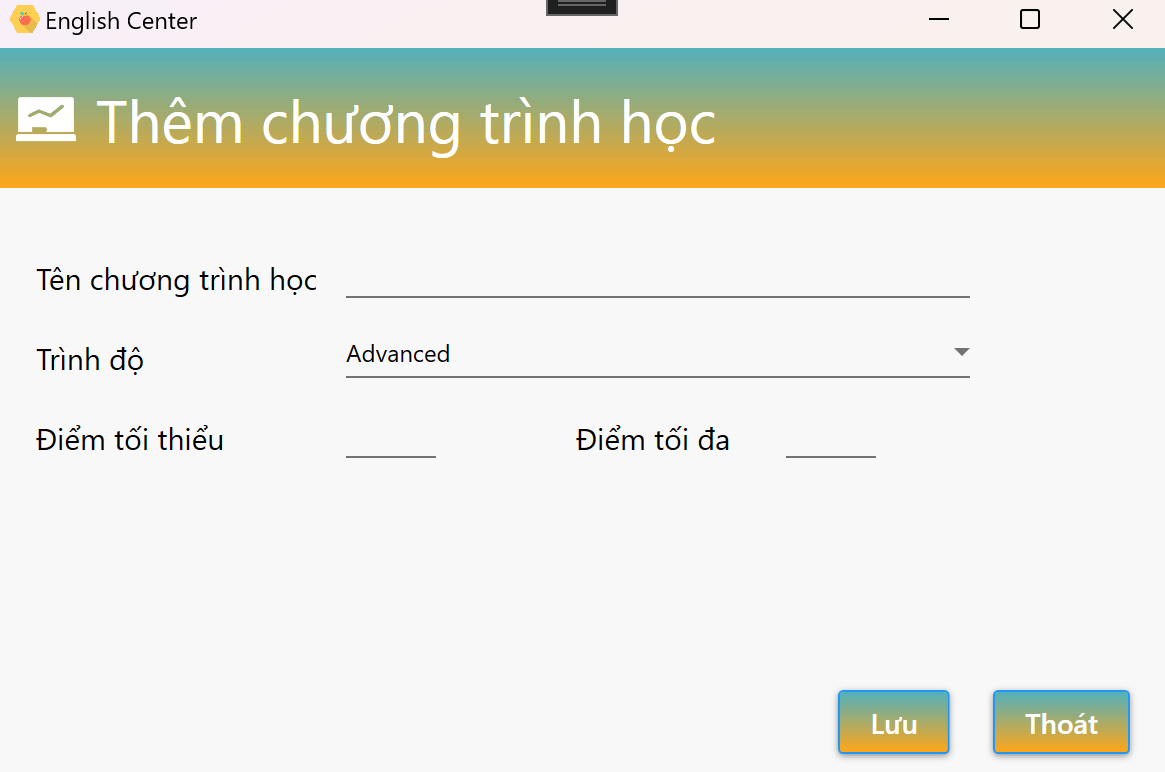 English Center
Thêm chương trình học
Tên chương trình học
Trình độ
Advanced
Điểm tối thiểu
Điểm tối đa
Lưu
Thoát